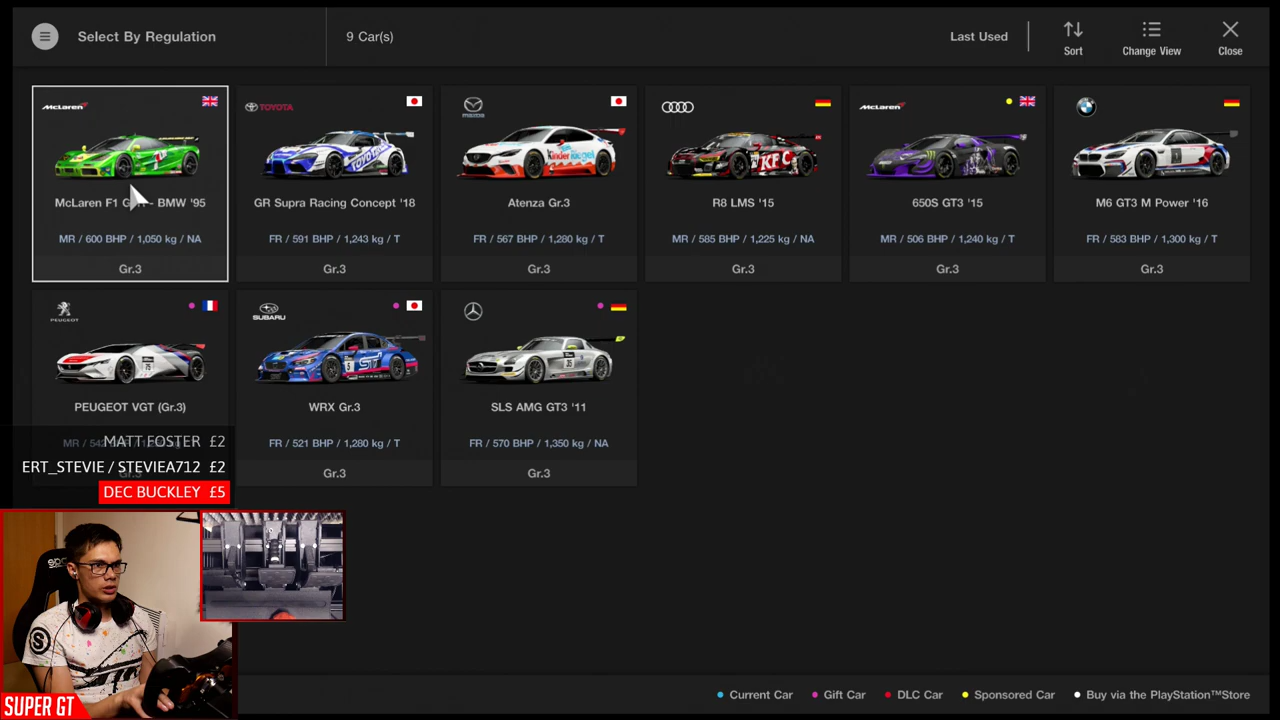 Select By Regulation
9 Car(s)
Last Used
Sort
Change View
Close
McLaren
TOYOTA
mazda
McLaren
McLaren F1 - BMW '95
GR Supra Racing Concept '18
Atenza Gr.3
R8 LMS '15
650S GT3 '15
M6 GT3 M Power '16
MR / 600 BHP / 1,050 kg / NA
FR / 591 BHP / 1,243 kg / T
FR / 567 BHP / 1,280 kg / T
MR / 585 BHP / 1,225 kg / NA
MR / 506 BHP / 1,240 kg / T
FR / 583 BHP / 1,300 kg / T
Gr.3
Gr.3
Gr.3
Gr.3
Gr.3
Gr.3
PEUGEOT
SUBARU
PEUGEOT VGT (Gr.3)
WRX Gr.3
SLS AMG GT3 '11
FR / 521 BHP / 1,280 kg / T
FR / 570 BHP / 1,350 kg / NA
Gr.3
Gr.3
MATT FOSTER £2
ERT_STEVIE / STEVIEA712 £2
DEC BUCKLEY £5
SUPER GT
Current Car
Gift Car
DLC Car
Sponsored Car
Buy via the PlayStation™Store